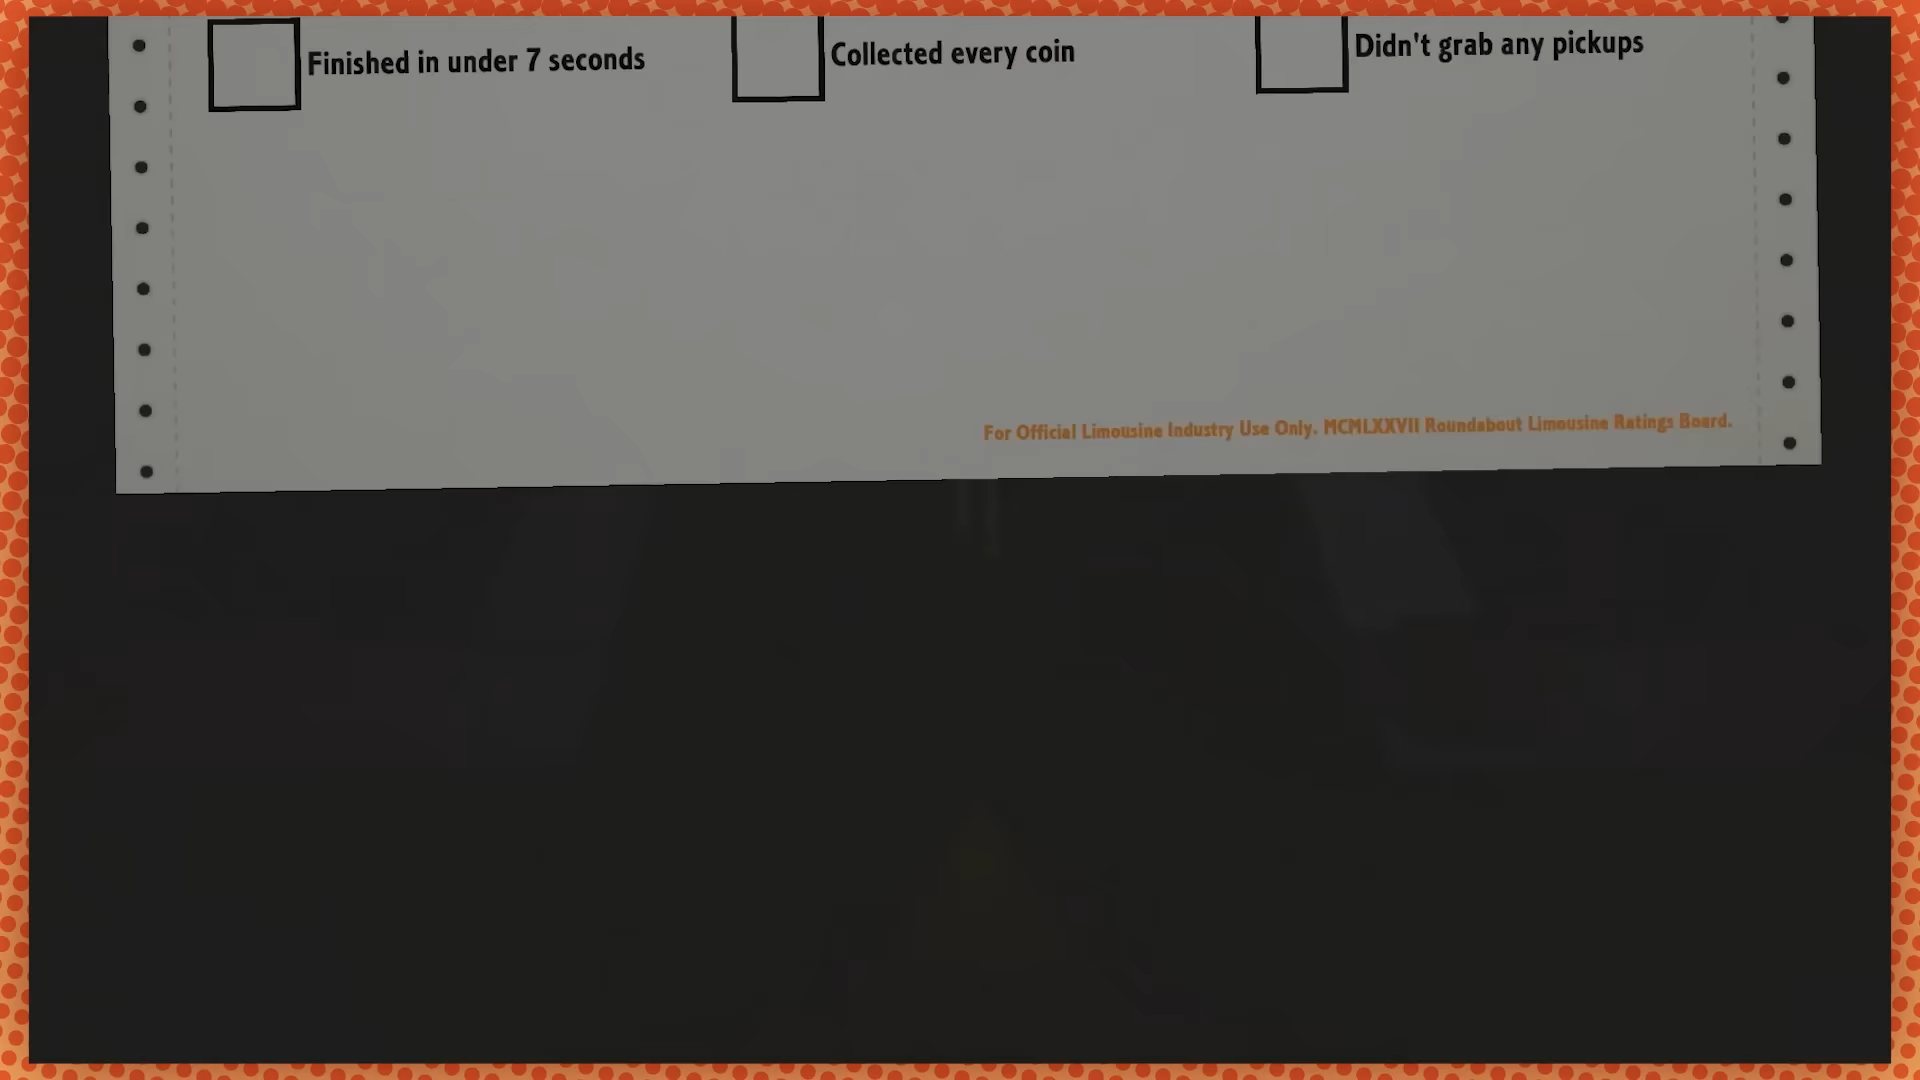 Finished in under 7 seconds
Collected every coin
Didn't grab any pickups
For Official Limousine Industry Use Only. MCMLXXVII Roundabout Limousine Ratings Board.